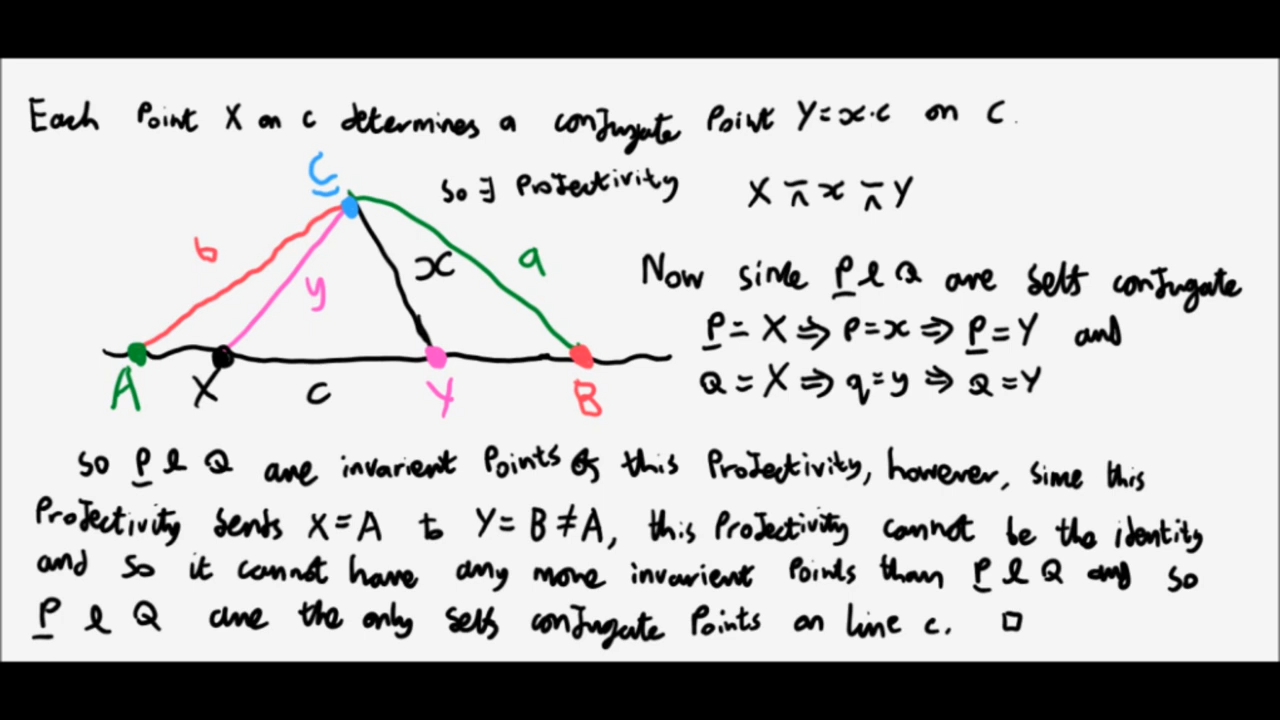 Each Point X on c determines a conjugate Point Y=x·c on C.
C
So ∃ Projectivity X ⊼ x ⊼ Y
b
y
x
a
Now since P & Q are self conjugate
P = X ⇒ p=x ⇒ P=Y and
Q = X ⇒ q=y ⇒ Q=Y
A X c Y B
So P & Q are invarient Points of this Projectivity, however, sime this
Projectivity sents X=A to Y=B≠A, this Projectivity cannot be the identity
and so it cannot have any more invarient Points than P & Q and so
P & Q are the only self conjugate Points on line c. □